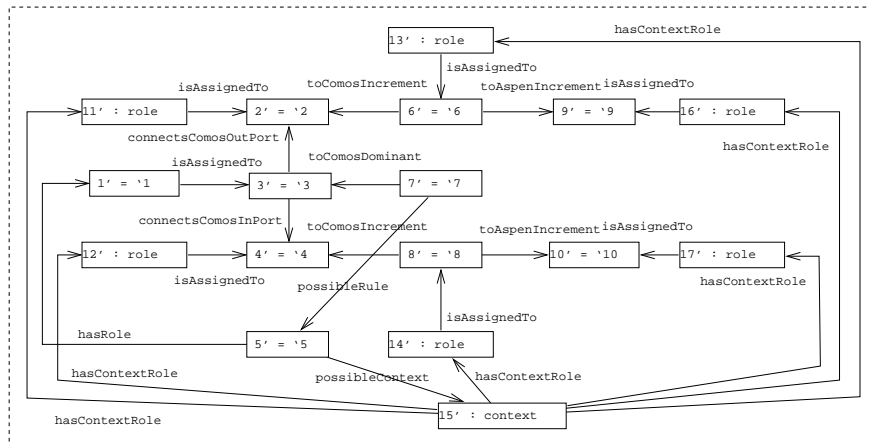 hasContextRole
13' : role
isAssignedTo
isAssignedTo
toComosIncrement
toAspenIncrement
isAssignedTo
11' : role
2' = `2
6' = `6
9' = `9
16' : role
connectsComosOutPort
hasContextRole
isAssignedTo
toComosDominant
1' = `1
3' = `3
7' = `7
connectsComosInPort
toComosIncrement
toAspenIncrement
isAssignedTo
12' : role
4' = `4
8' = `8
10' = `10
17' : role
isAssignedTo
hasContextRole
possibleRule
isAssignedTo
hasRole
5' = `5
14' : role
hasContextRole
possibleContext
hasContextRole
15' : context
hasContextRole